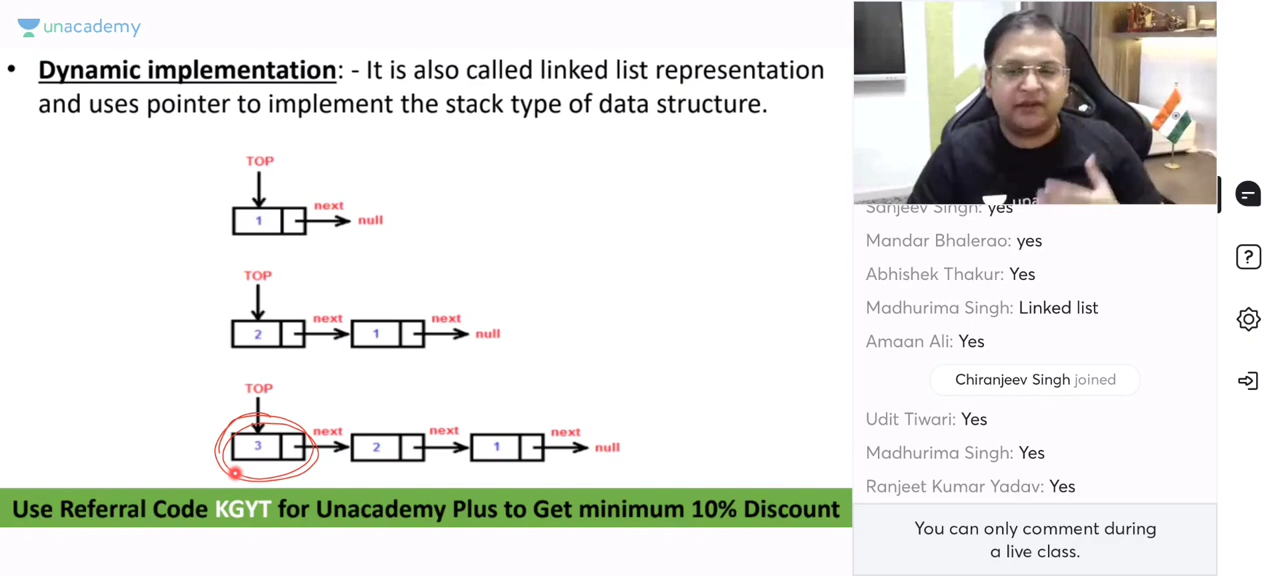 unacademy
• Dynamic implementation: - It is also called linked list representation
and uses pointer to implement the stack type of data structure.
TOP
1 next null
TOP
2 next 1 next null
TOP
3 next 2 next 1 next null
Use Referral Code KGYT for Unacademy Plus to Get minimum 10% Discount
una
Sanjeev Singh: yes
Mandar Bhalerao: yes
Abhishek Thakur: Yes
Madhurima Singh: Linked list
Amaan Ali: Yes
Chiranjeev Singh joined
Udit Tiwari: Yes
Madhurima Singh: Yes
Ranjeet Kumar Yadav: Yes
You can only comment during
a live class.
?